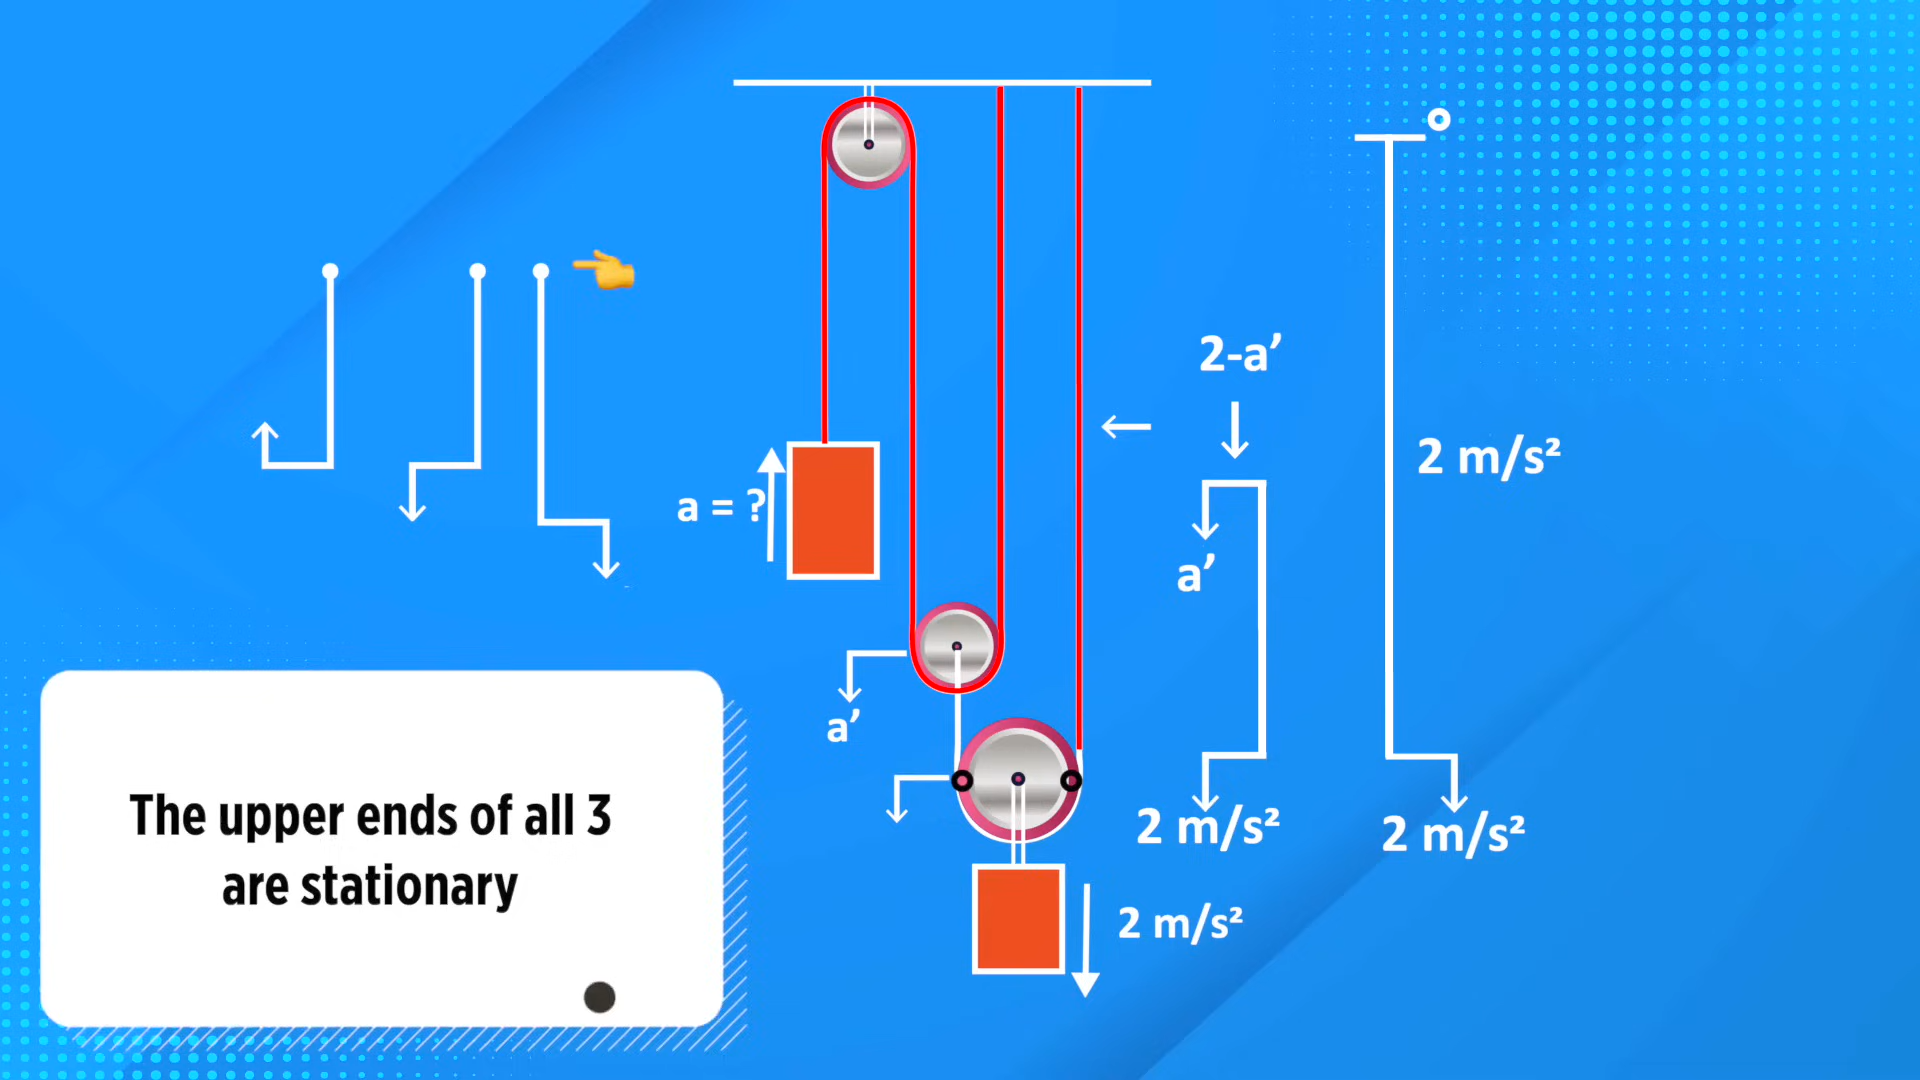 2-a’
2 m/s²
a = ?
a’
a’
2 m/s²
2 m/s²
2 m/s²
The upper ends of all 3
are stationary